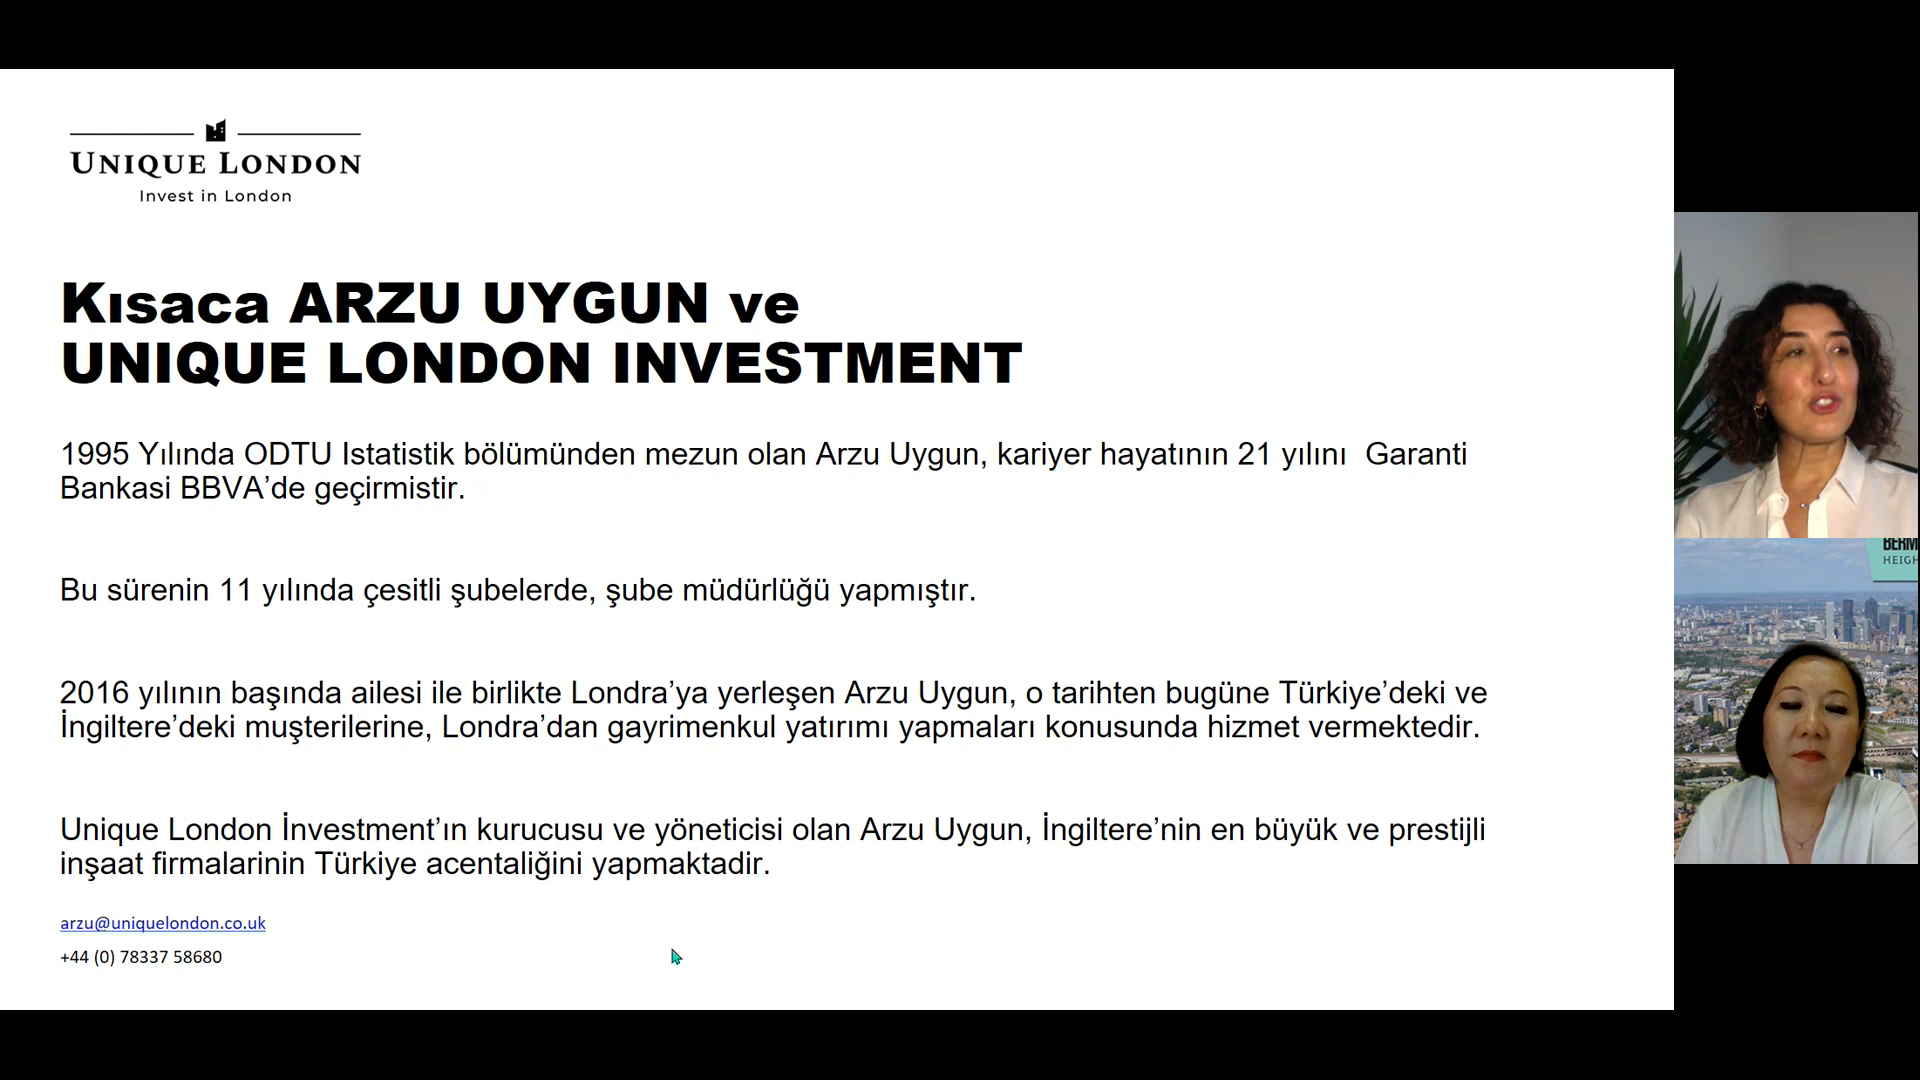 UNIQUE LONDON
Invest in London
Kısaca ARZU UYGUN ve
UNIQUE LONDON INVESTMENT
1995 Yılında ODTU Istatistik bölümünden mezun olan Arzu Uygun, kariyer hayatının 21 yılını  Garanti
Bankasi BBVA’de geçirmistir.
Bu sürenin 11 yılında çesitli şubelerde, şube müdürlüğü yapmıştır.
2016 yılının başında ailesi ile birlikte Londra’ya yerleşen Arzu Uygun, o tarihten bugüne Türkiye’deki ve
İngiltere’deki muşterilerine, Londra’dan gayrimenkul yatırımı yapmaları konusunda hizmet vermektedir.
Unique London İnvestment’ın kurucusu ve yöneticisi olan Arzu Uygun, İngiltere’nin en büyük ve prestijli
inşaat firmalarinin Türkiye acentaliğini yapmaktadir.
arzu@uniquelondon.co.uk
+44 (0) 78337 58680
BERM
HEIGH